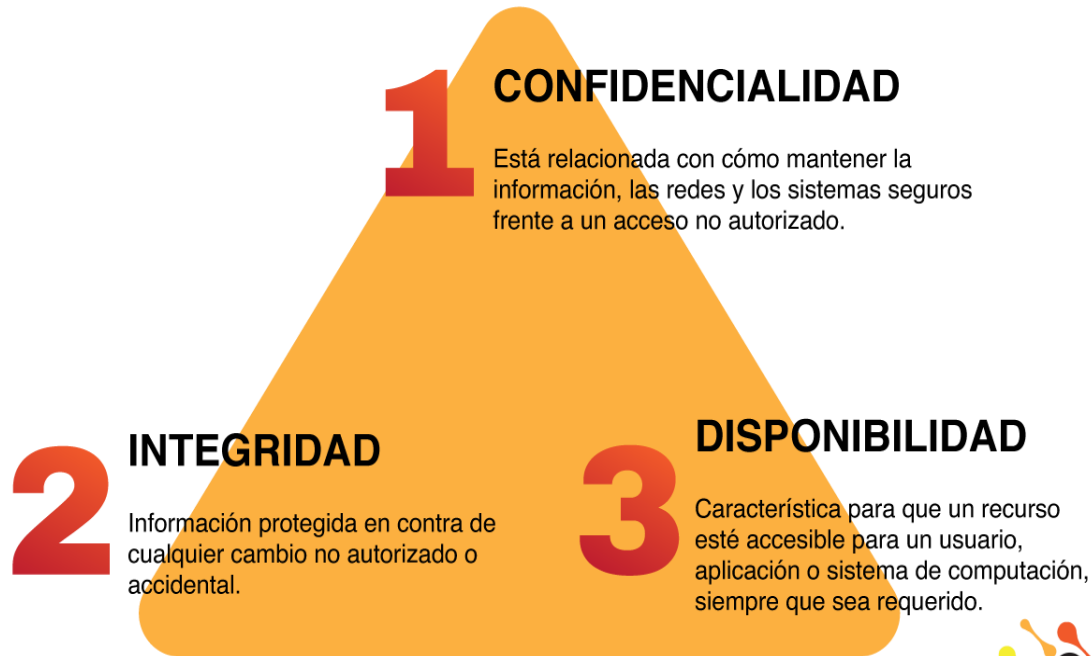 1
CONFIDENCIALIDAD
Está relacionada con cómo mantener la
información, las redes y los sistemas seguros
frente a un acceso no autorizado.
2
INTEGRIDAD
Información protegida en contra de
cualquier cambio no autorizado o
accidental.
3
DISPONIBILIDAD
Característica para que un recurso
esté accesible para un usuario,
aplicación o sistema de computación,
siempre que sea requerido.